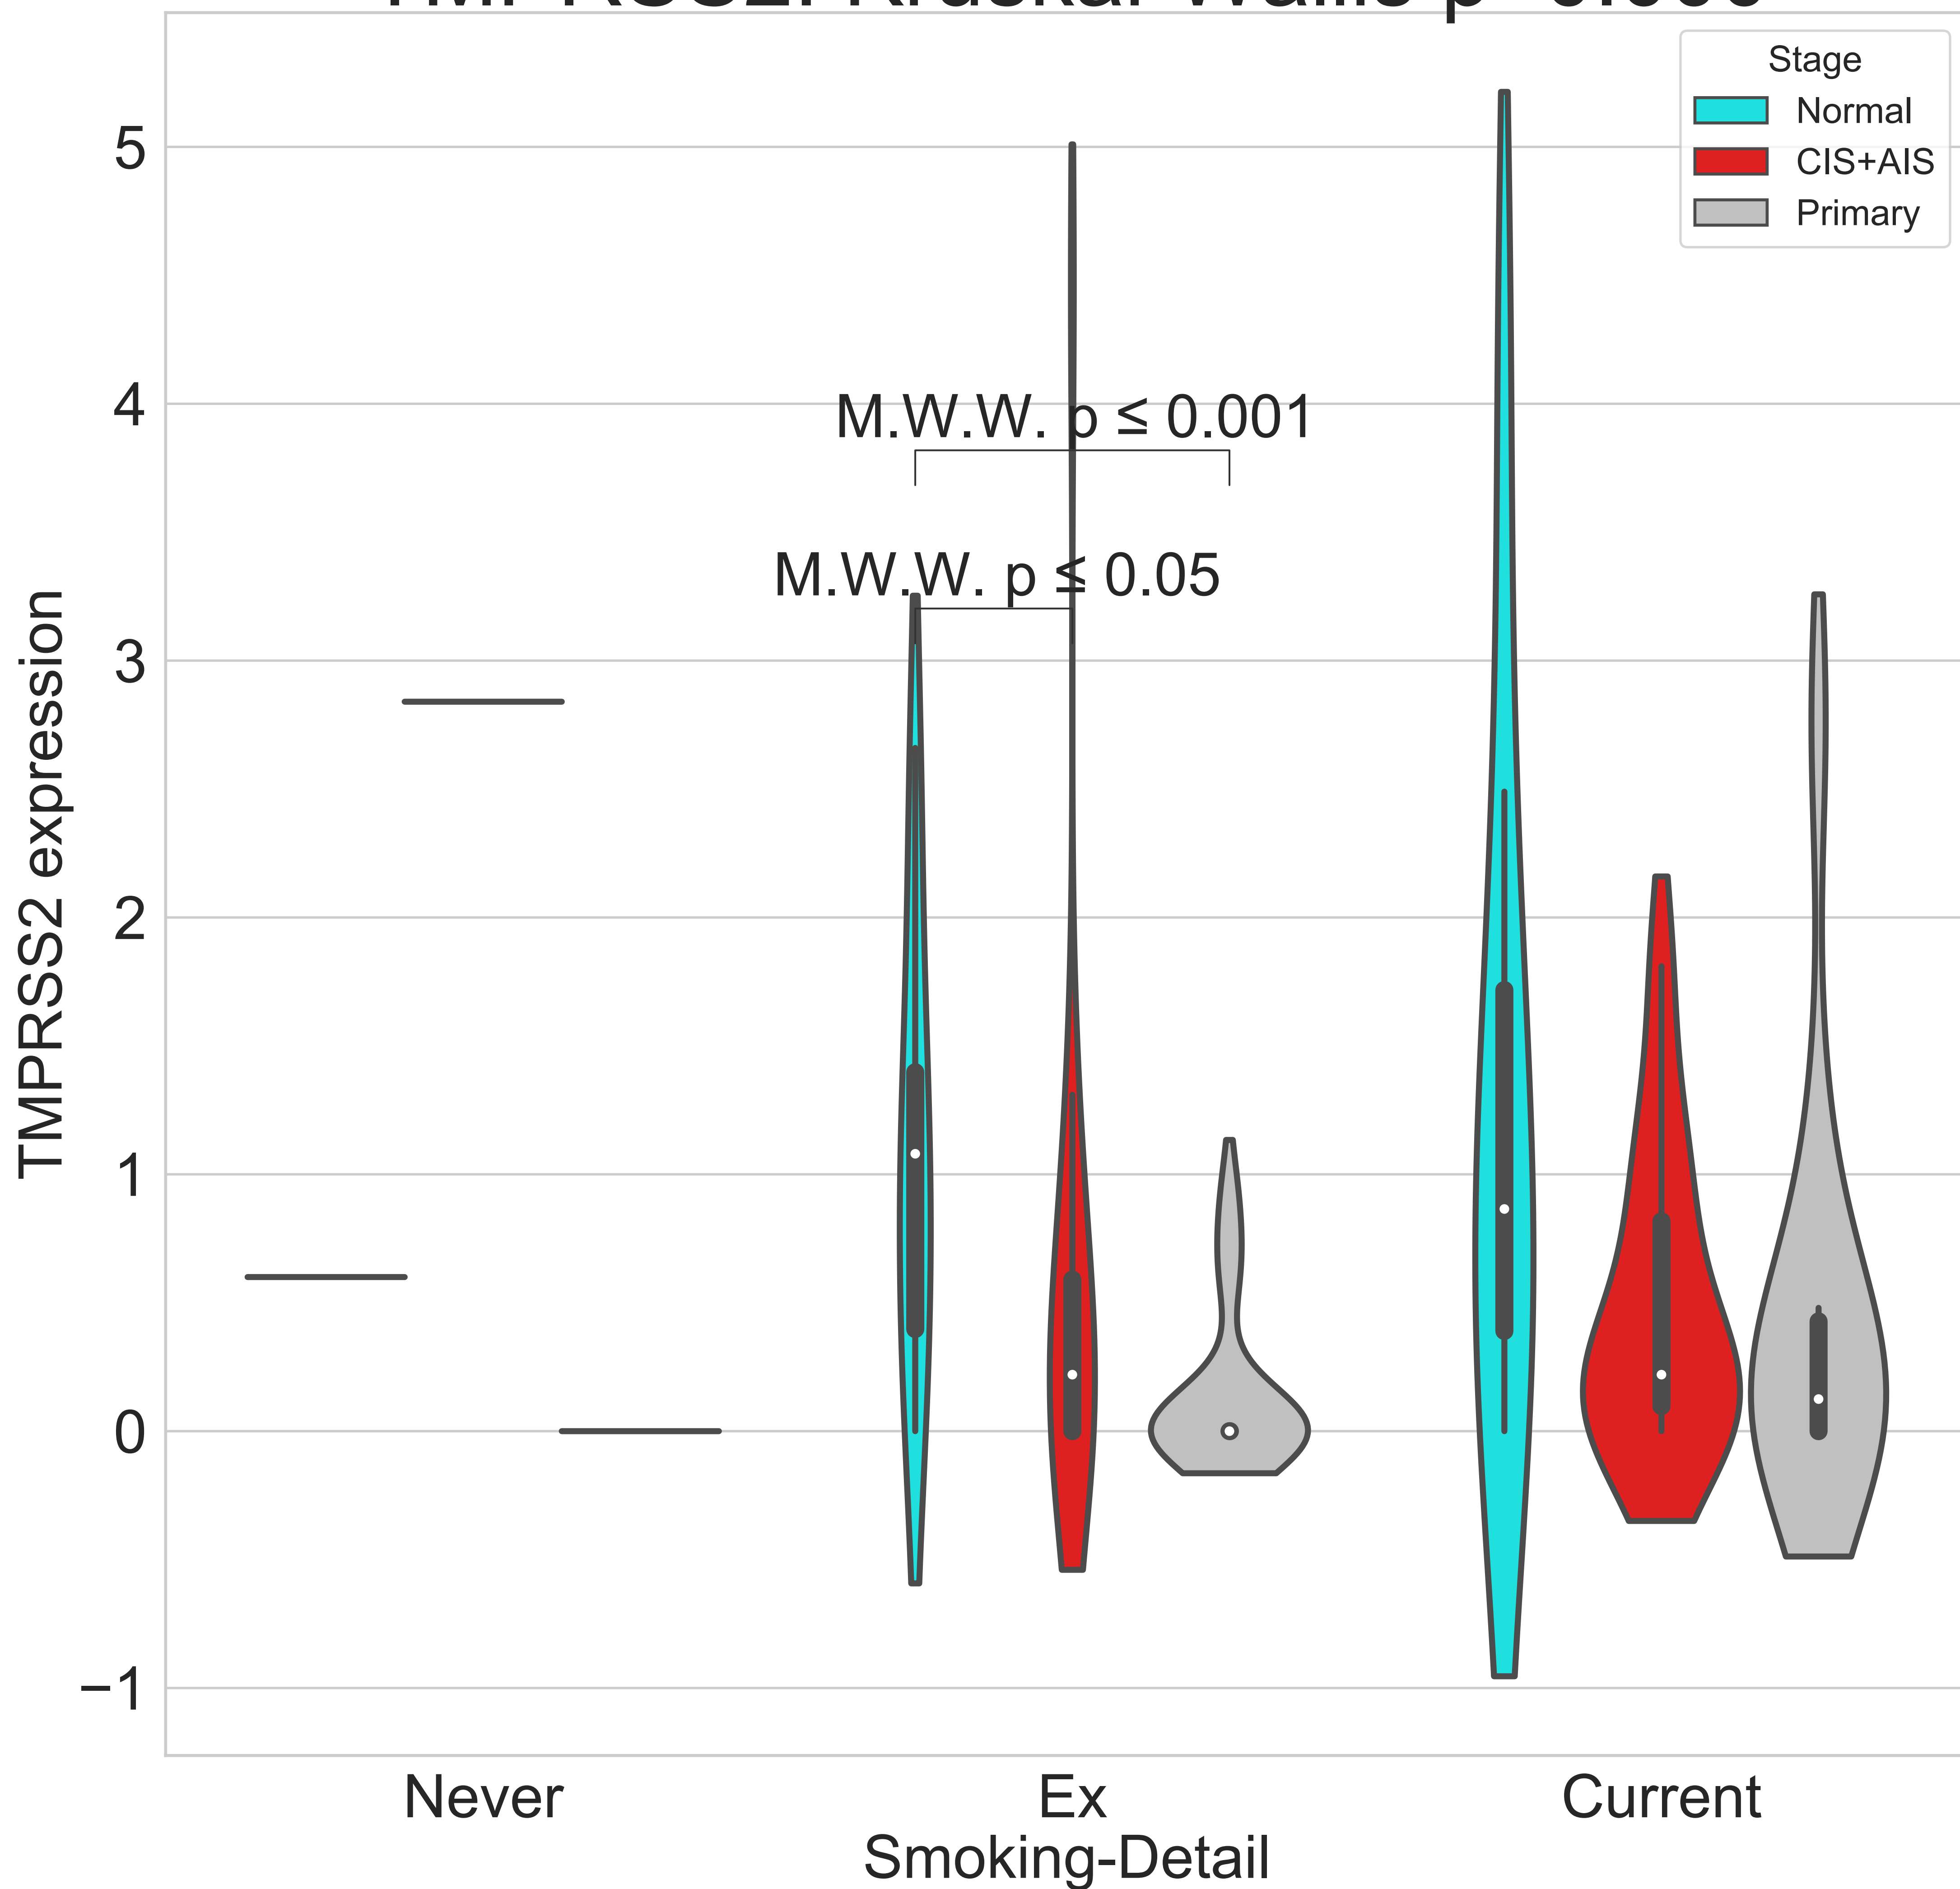 Stage
Normal
CIS+AIS
Primary
5
4
3
2
1
0
−1
TMPRSS2 expression
M.W.W. p ≤ 0.001
M.W.W. p ≤ 0.05
Never
Ex
Current
Smoking-Detail